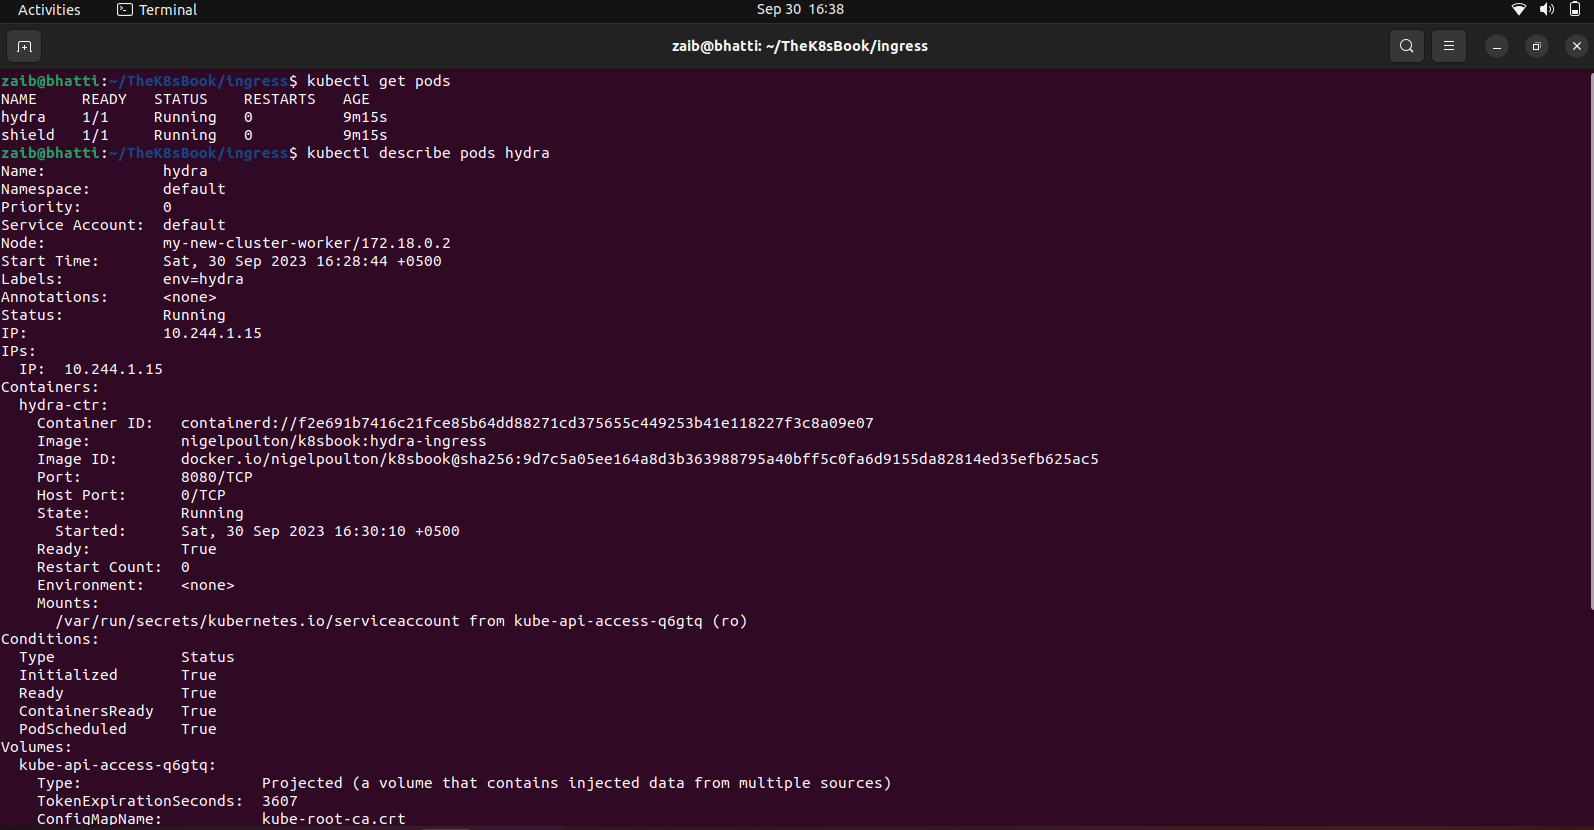 Activities Terminal Sep 30 16:38
zaib@bhatti: ~/TheK8sBook/ingress
zaib@bhatti:~/TheK8sBook/ingress$ kubectl get pods
NAME READY STATUS RESTARTS AGE
hydra 1/1 Running 0 9m15s
shield 1/1 Running 0 9m15s
zaib@bhatti:~/TheK8sBook/ingress$ kubectl describe pods hydra
Name: hydra
Namespace: default
Priority: 0
Service Account: default
Node: my-new-cluster-worker/172.18.0.2
Start Time: Sat, 30 Sep 2023 16:28:44 +0500
Labels: env=hydra
Annotations: <none>
Status: Running
IP: 10.244.1.15
IPs:
IP: 10.244.1.15
Containers:
hydra-ctr:
Container ID: containerd://f2e691b7416c21fce85b64dd88271cd375655c449253b41e118227f3c8a09e07
Image: nigelpoulton/k8sbook:hydra-ingress
Image ID: docker.io/nigelpoulton/k8sbook@sha256:9d7c5a05ee164a8d3b363988795a40bff5c0fa6d9155da82814ed35efb625ac5
Port: 8080/TCP
Host Port: 0/TCP
State: Running
Started: Sat, 30 Sep 2023 16:30:10 +0500
Ready: True
Restart Count: 0
Environment: <none>
Mounts:
/var/run/secrets/kubernetes.io/serviceaccount from kube-api-access-q6gtq (ro)
Conditions:
Type Status
Initialized True
Ready True
ContainersReady True
PodScheduled True
Volumes:
kube-api-access-q6gtq:
Type: Projected (a volume that contains injected data from multiple sources)
TokenExpirationSeconds: 3607
ConfigMapName: kube-root-ca.crt